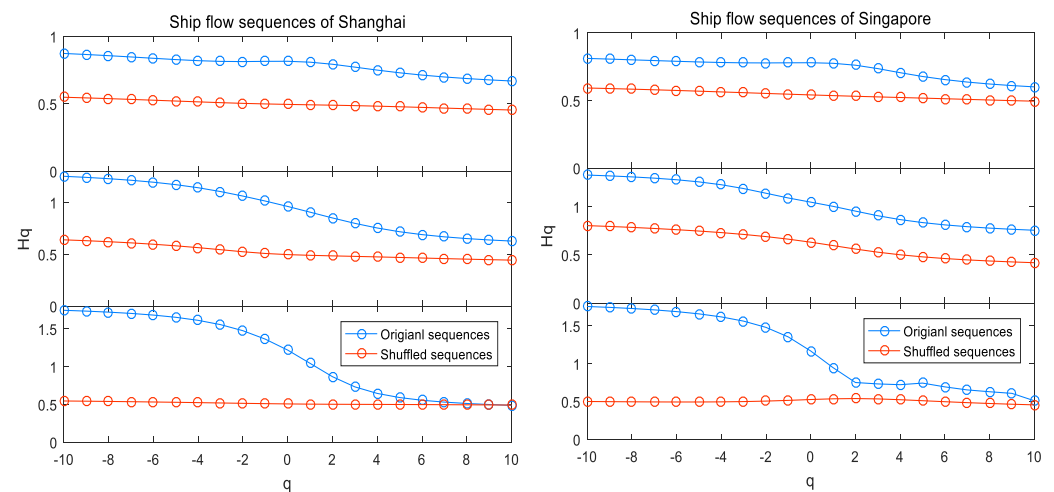 Ship flow sequences of Shanghai
1
0.5
0
1
0.5
0
1.5
1
0.5
0
Hq
Origianl sequences
Shuffled sequences
-10 -8 -6 -4 -2 0 2 4 6 8 10
q
Ship flow sequences of Singapore
1
0.5
0
1
0.5
0
1.5
1
0.5
0
Hq
Origianl sequences
Shuffled sequences
-10 -8 -6 -4 -2 0 2 4 6 8 10
q